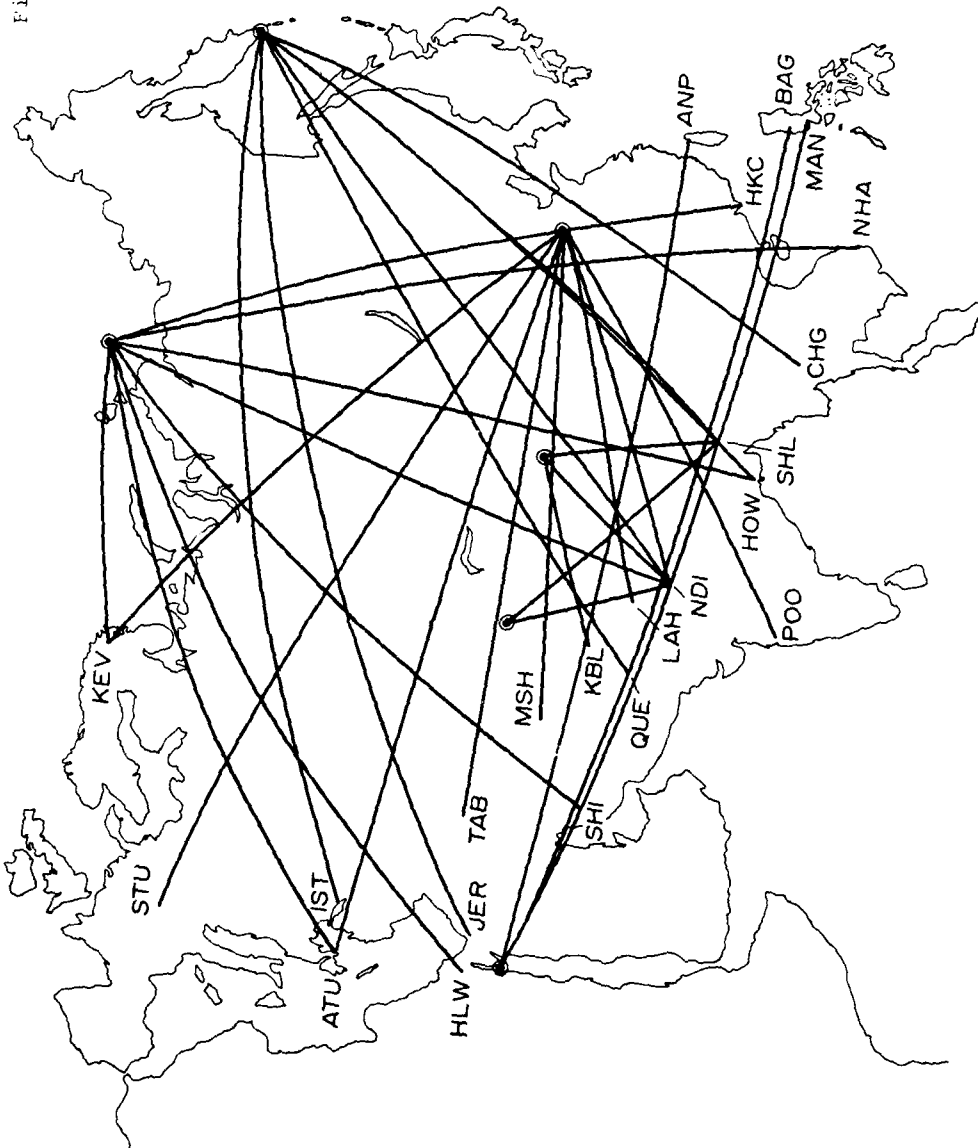 Fi
KEV
STU
IST
ATU
HLW
JER
TAB
SHI
MSH
KBL
QUE
LAH
NDI
HOW
SHL
POO
CHG
NHA
HKC
MAN
BAG
ANP